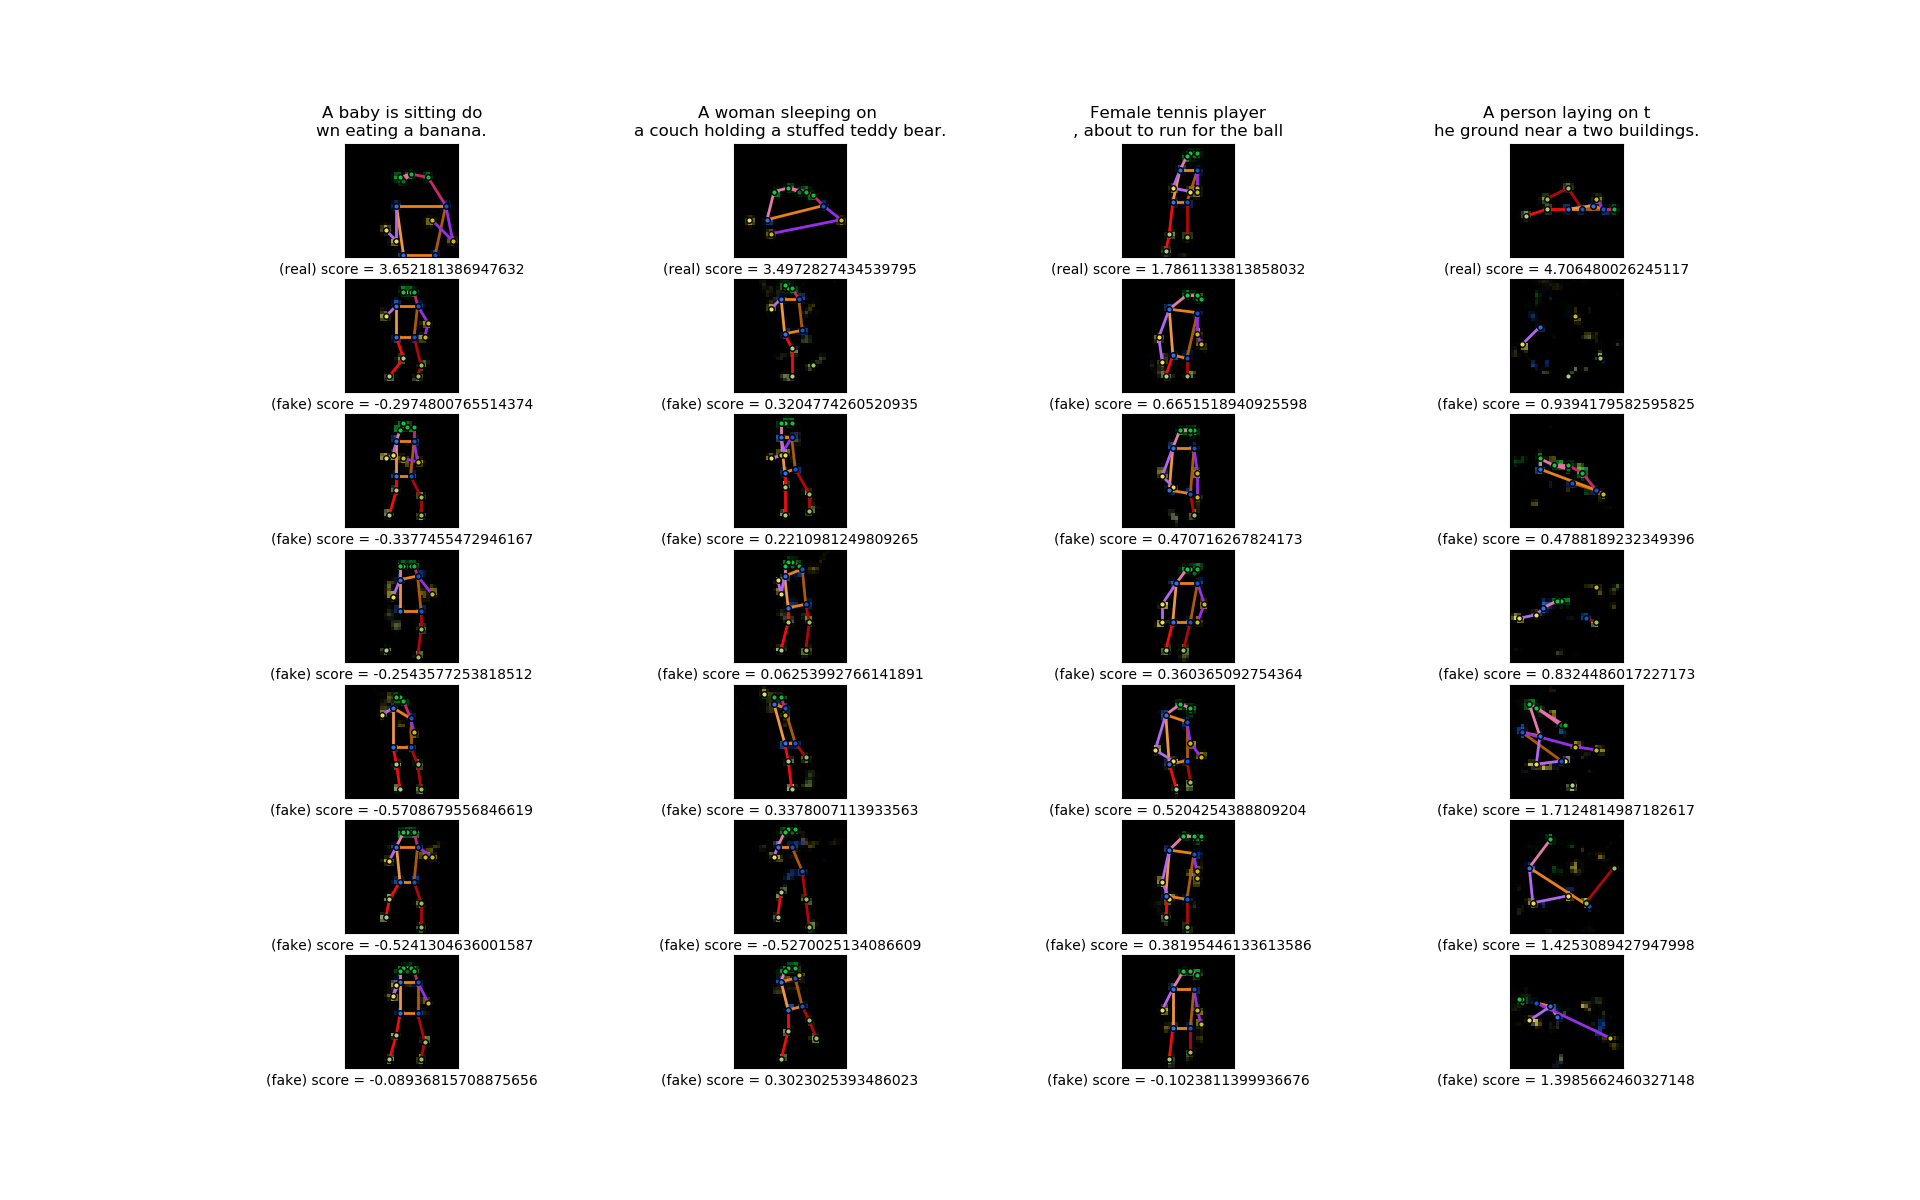 A baby is sitting do
wn eating a banana.
A woman sleeping on
a couch holding a stuffed teddy bear.
Female tennis player
, about to run for the ball
A person laying on t
he ground near a two buildings.
(real) score = 3.652181386947632
(real) score = 3.4972827434539795
(real) score = 1.7861133813858032
(real) score = 4.706480026245117
(fake) score = -0.2974800765514374
(fake) score = 0.3204774260520935
(fake) score = 0.6651518940925598
(fake) score = 0.9394179582595825
(fake) score = -0.3377455472946167
(fake) score = 0.2210981249809265
(fake) score = 0.470716267824173
(fake) score = 0.4788189232349396
(fake) score = -0.2543577253818512
(fake) score = 0.06253992766141891
(fake) score = 0.360365092754364
(fake) score = 0.8324486017227173
(fake) score = -0.5708679556846619
(fake) score = 0.3378007113933563
(fake) score = 0.5204254388809204
(fake) score = 1.7124814987182617
(fake) score = -0.5241304636001587
(fake) score = -0.5270025134086609
(fake) score = 0.38195446133613586
(fake) score = 1.4253089427947998
(fake) score = -0.08936815708875656
(fake) score = 0.3023025393486023
(fake) score = -0.1023811399936676
(fake) score = 1.3985662460327148